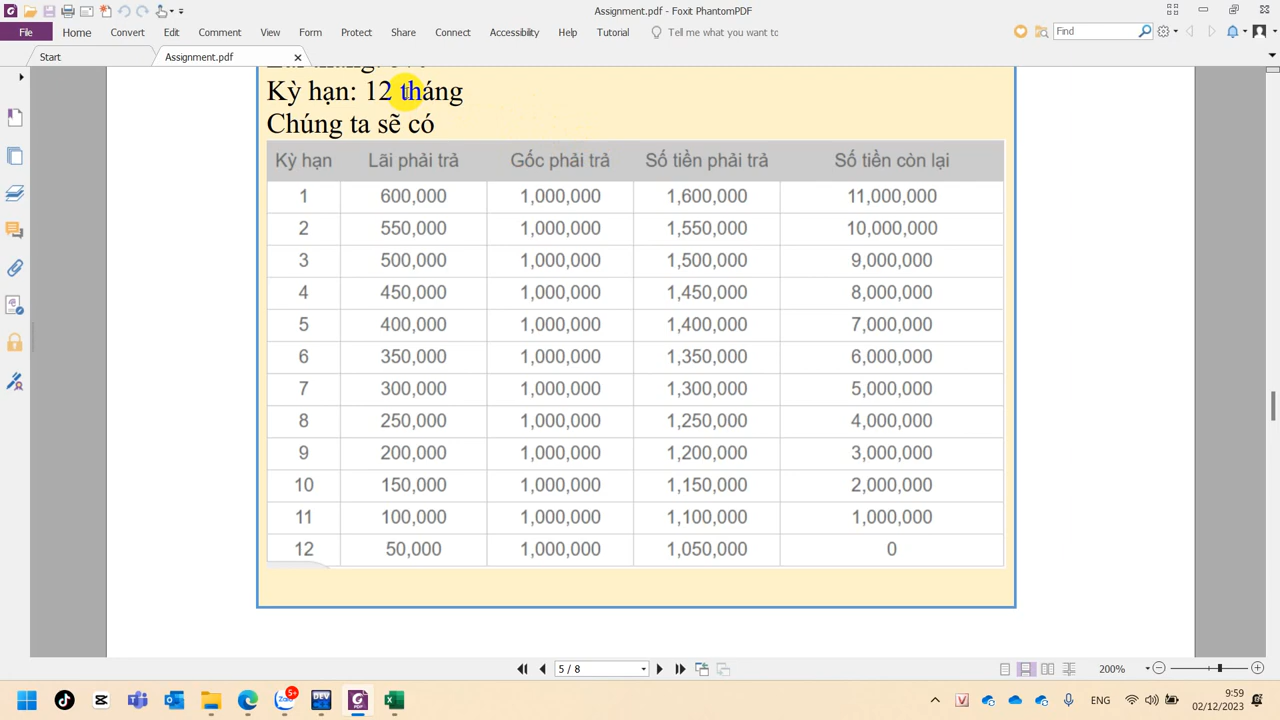 Assignment.pdf - Foxit PhantomPDF
File Home Convert Edit Comment View Form Protect Share Connect Accessibility Help Tutorial Tell me what you want to Find
Start Assignment.pdf
Kỳ hạn: 12 tháng
Chúng ta sẽ có
Kỳ hạn Lãi phải trả Gốc phải trả Số tiền phải trả Số tiền còn lại
1 600,000 1,000,000 1,600,000 11,000,000
2 550,000 1,000,000 1,550,000 10,000,000
3 500,000 1,000,000 1,500,000 9,000,000
4 450,000 1,000,000 1,450,000 8,000,000
5 400,000 1,000,000 1,400,000 7,000,000
6 350,000 1,000,000 1,350,000 6,000,000
7 300,000 1,000,000 1,300,000 5,000,000
8 250,000 1,000,000 1,250,000 4,000,000
9 200,000 1,000,000 1,200,000 3,000,000
10 150,000 1,000,000 1,150,000 2,000,000
11 100,000 1,000,000 1,100,000 1,000,000
12 50,000 1,000,000 1,050,000 0
5 / 8 200%
5+ Zalo DEV PDF ENG 9:59
02/12/2023